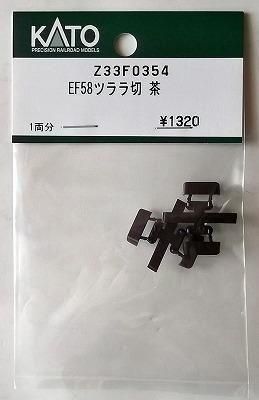 KATO
PRECISION RAILROAD MODELS
Z33F0354
EF58ツララ切 茶
¥1320
1両分